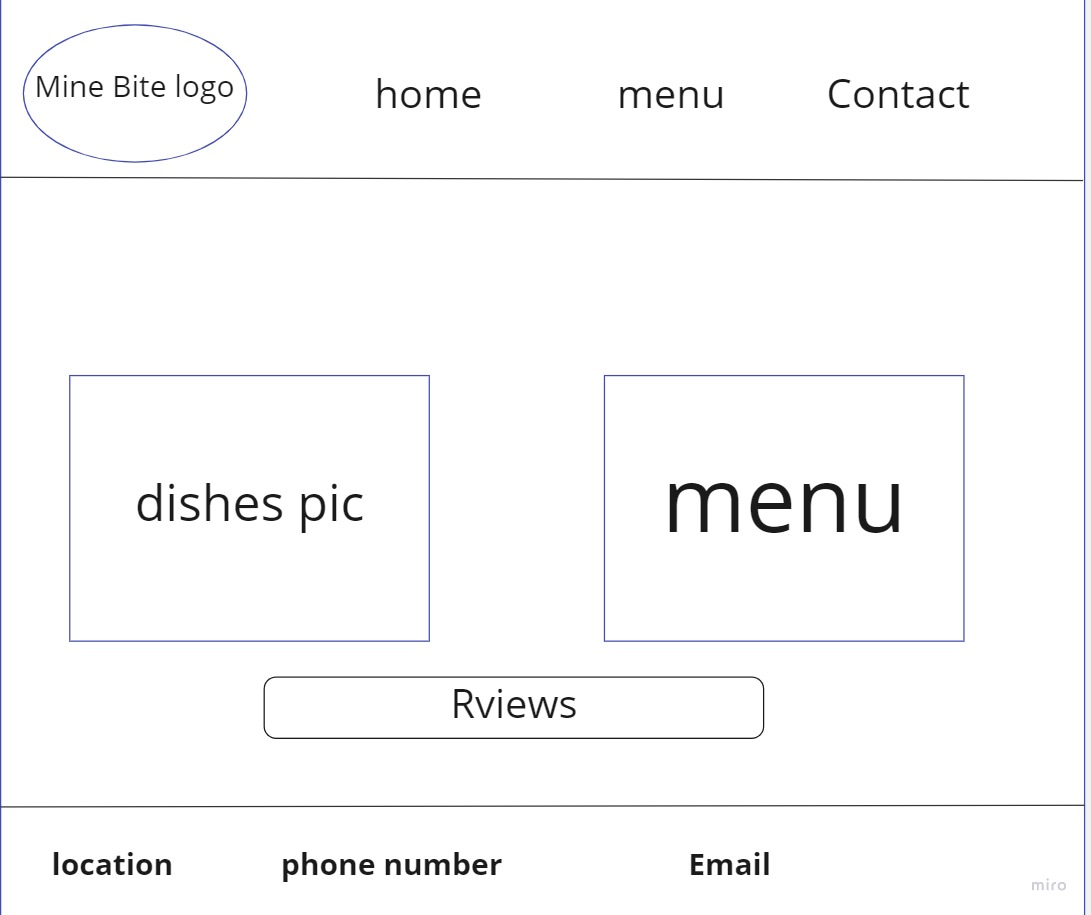 Mine Bite logo
home
menu
Contact
dishes pic
menu
Rviews
location
phone number
Email
miro